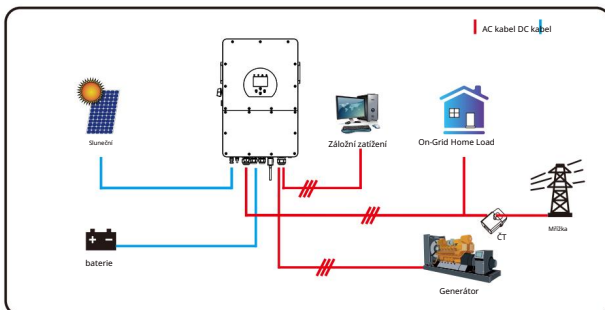 AC kabel DC kabel
Sluneční
Záložní zatížení
On-Grid Home Load
ČT
Mřížka
baterie
Generátor